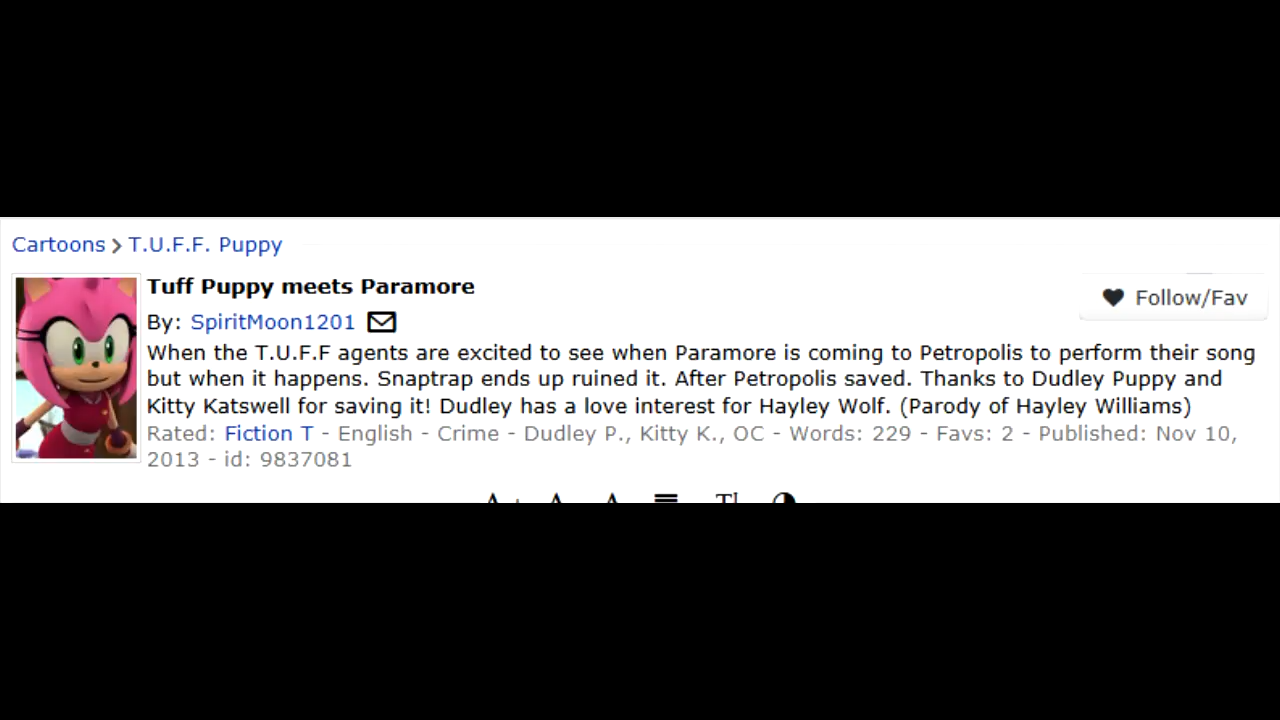 Cartoons > T.U.F.F. Puppy
Tuff Puppy meets Paramore
Follow/Fav
By: SpiritMoon1201
When the T.U.F.F agents are excited to see when Paramore is coming to Petropolis to perform their song
but when it happens. Snaptrap ends up ruined it. After Petropolis saved. Thanks to Dudley Puppy and
Kitty Katswell for saving it! Dudley has a love interest for Hayley Wolf. (Parody of Hayley Williams)
Rated: Fiction T - English - Crime - Dudley P., Kitty K., OC - Words: 229 - Favs: 2 - Published: Nov 10,
2013 - id: 9837081